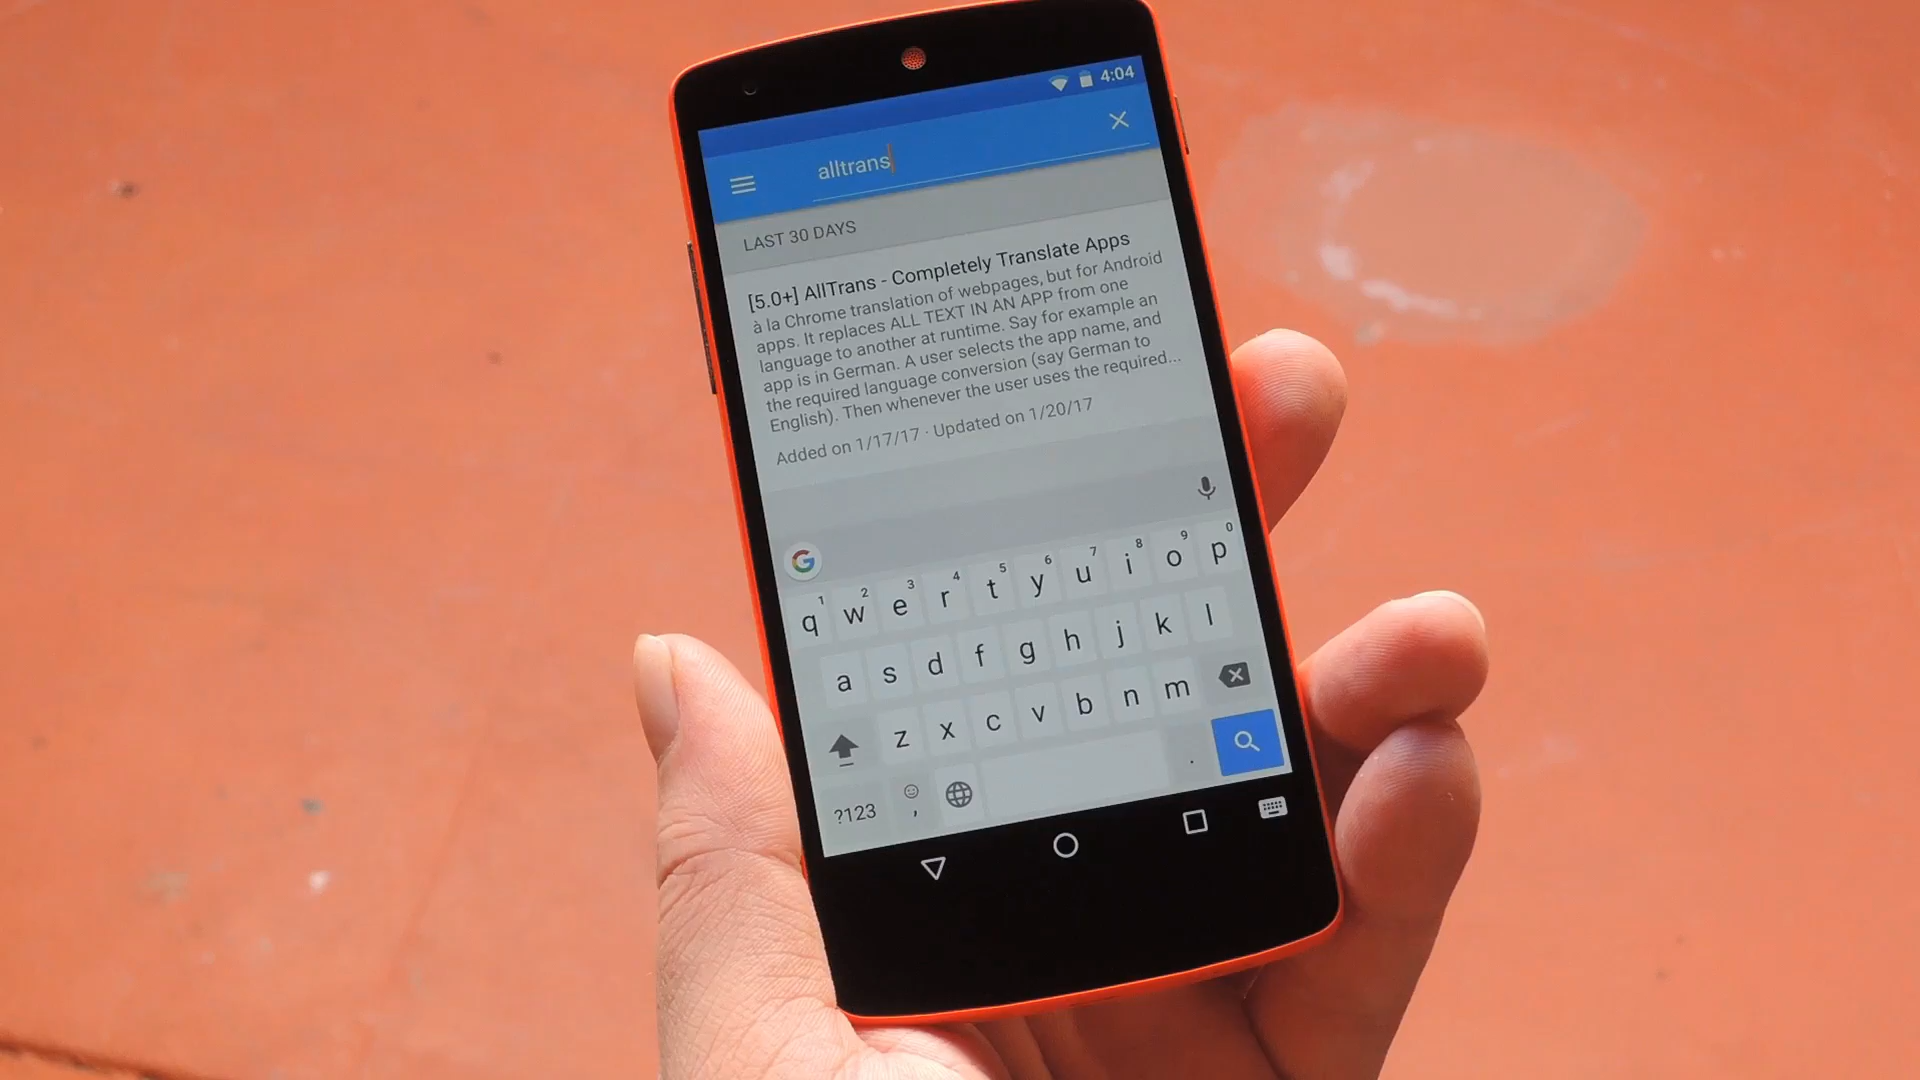 4:04
alltrans
LAST 30 DAYS
[5.0+] AllTrans - Completely Translate Apps
à la Chrome translation of webpages, but for Android
apps. It replaces ALL TEXT IN AN APP from one
language to another at runtime. Say for example an
app is in German. A user selects the app name, and
the required language conversion (say German to
English). Then whenever the user uses the required...
Added on 1/17/17 · Updated on 1/20/17
G
1 2 3 4 5 6 7 8 9 0
q w e r t y u i o p
a s d f g h j k l
z x c v b n m
?123 , .